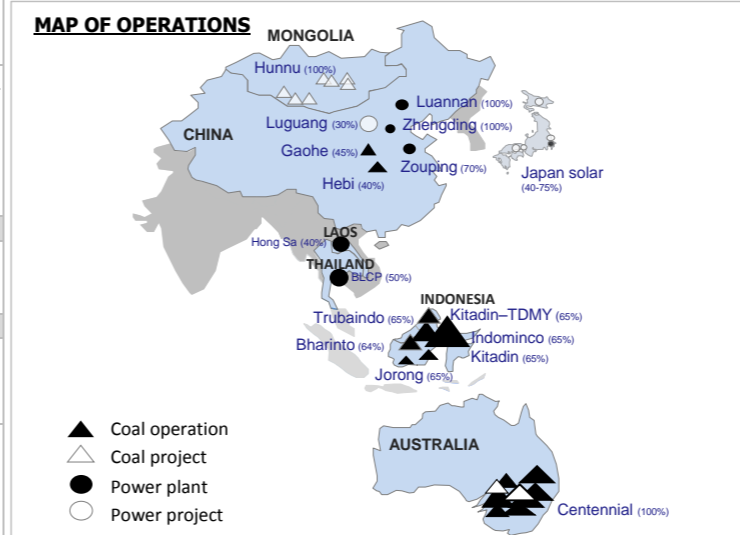 MAP OF OPERATIONS
MONGOLIA
Hunnu (100%)
Luannan (100%)
Luguang (30%)
Zhengding (100%)
CHINA
Gaohe (45%)
Zouping (70%)
Hebi (40%)
Japan solar
(40-75%)
LAOS
Hong Sa (40%)
THAILAND
BLCP (50%)
INDONESIA
Trubaindo (65%)
Kitadin–TDMY (65%)
Bharinto (64%)
Indominco (65%)
Kitadin (65%)
Jorong (65%)
Coal operation
Coal project
Power plant
Power project
AUSTRALIA
Centennial (100%)